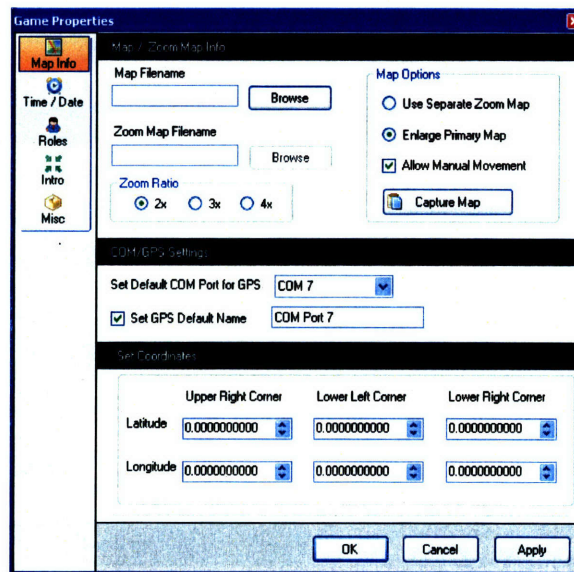 Game Properties
Map Info
Time / Date
Roles
Intro
Misc
Map / Zoom Map Info
Map Filename
Browse
Zoom Map Filename
Browse
Zoom Ratio
2x 3x 4x
Map Options
Use Separate Zoom Map
Enlarge Primary Map
Allow Manual Movement
Capture Map
COM/GPS Settings
Set Default COM Port for GPS COM 7
Set GPS Default Name COM Port 7
Set Coordinates
Upper Right Corner Lower Left Corner Lower Right Corner
Latitude 0.0000000000 0.0000000000 0.0000000000
Longitude 0.0000000000 0.0000000000 0.0000000000
OK Cancel Apply